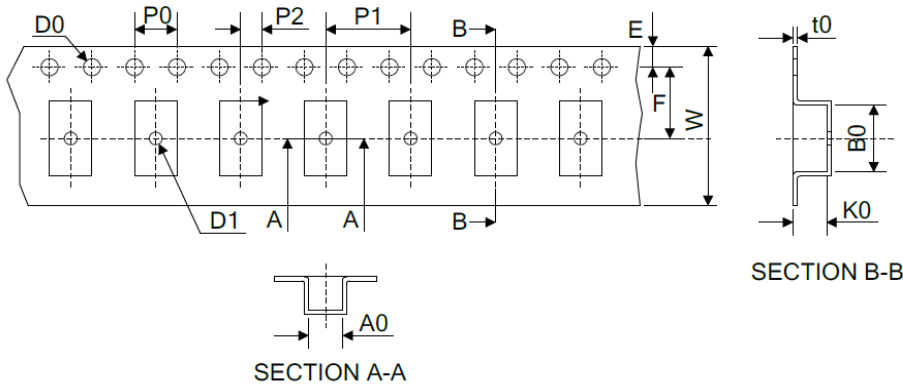 D0
P0
P2
P1
B
E
t0
F
W
B0
D1
A
A
B
K0
SECTION B-B
A0
SECTION A-A